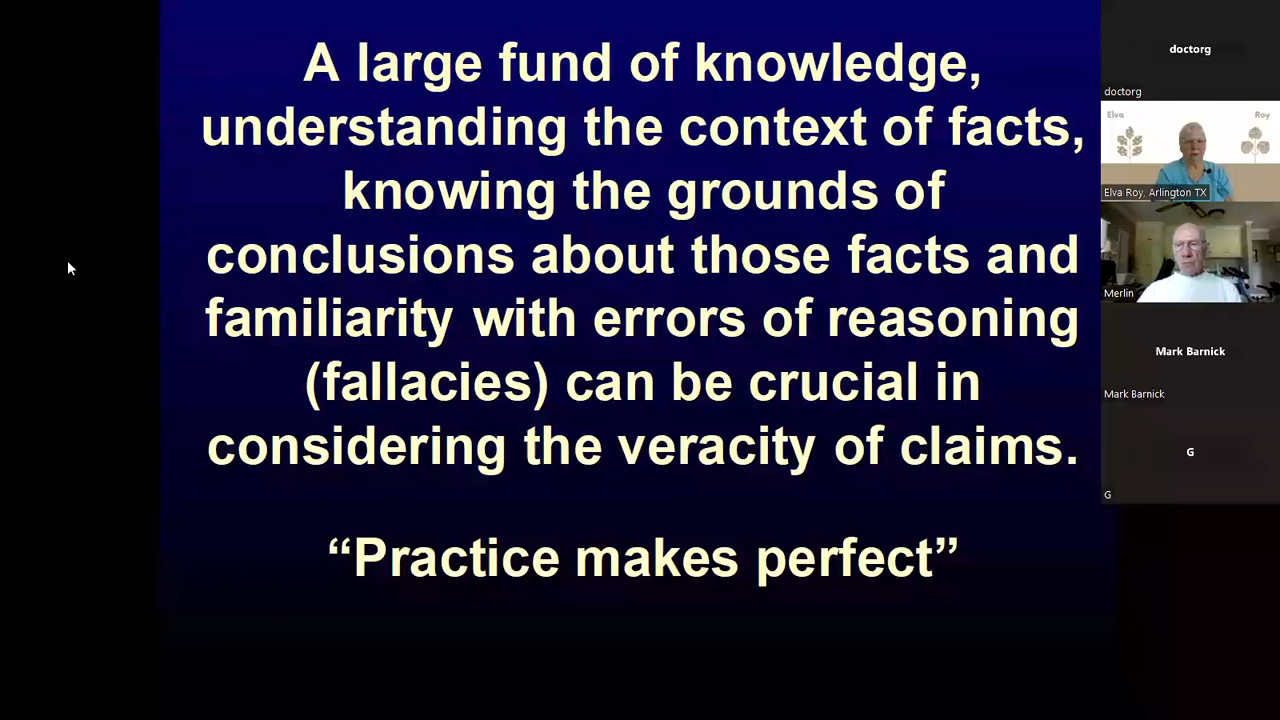 A large fund of knowledge,
understanding the context of facts,
knowing the grounds of
conclusions about those facts and
familiarity with errors of reasoning
(fallacies) can be crucial in
considering the veracity of claims.
“Practice makes perfect”
doctorg
doctorg
Elva
Roy
Elva Roy, Arlington TX
Merlin
Mark Barnick
Mark Barnick
G
G